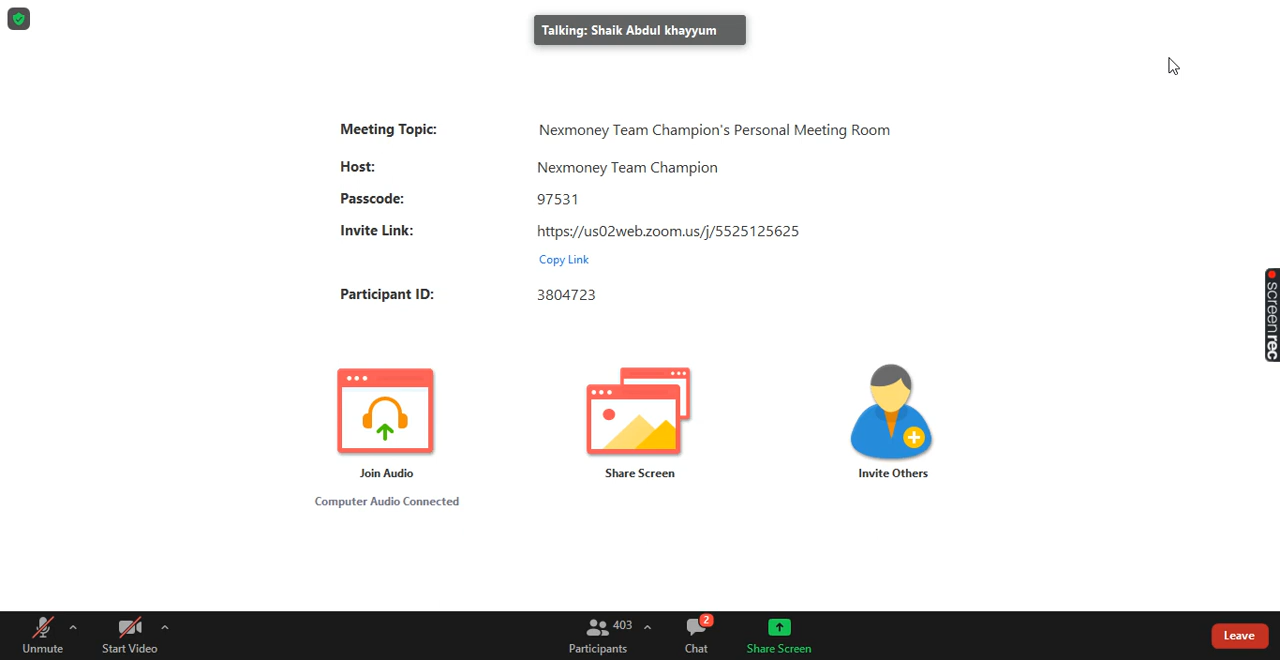 Talking: Shaik Abdul khayyum
Meeting Topic: Nexmoney Team Champion's Personal Meeting Room
Host: Nexmoney Team Champion
Passcode: 97531
Invite Link: https://us02web.zoom.us/j/5525125625
Copy Link
Participant ID: 3804723
screenrec
Join Audio Share Screen Invite Others
Computer Audio Connected
403 2
Unmute Start Video Participants Chat Share Screen Leave